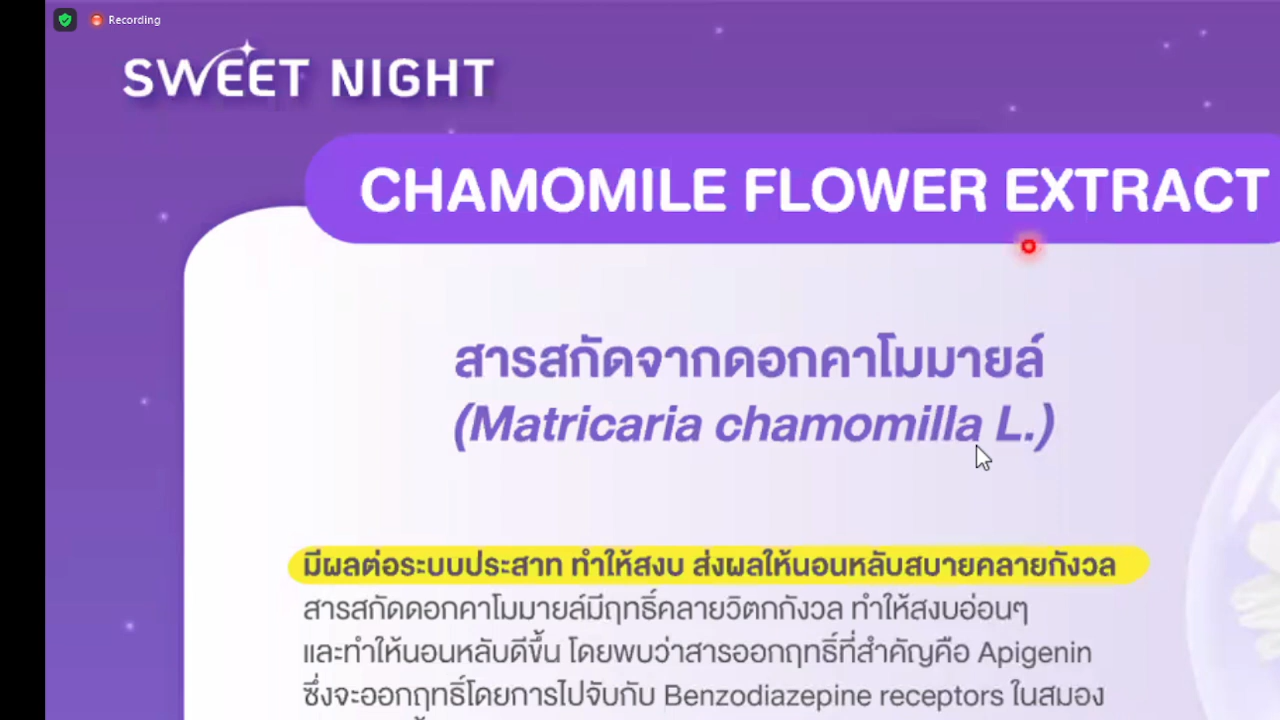 Recording
SWEET NIGHT
CHAMOMILE FLOWER EXTRACT
สารสกัดจากดอกคาโมมายล์
(Matricaria chamomilla L.)
มีผลต่อระบบประสาท ทำให้สงบ ส่งผลให้นอนหลับสบายคลายกังวล
สารสกัดดอกคาโมมายล์มีฤทธิ์คลายวิตกกังวล ทำให้สงบอ่อนๆ
และทำให้นอนหลับดีขึ้น โดยพบว่าสารออกฤทธิ์ที่สำคัญคือ Apigenin
ซึ่งจะออกฤทธิ์โดยการไปจับกับ Benzodiazepine receptors ในสมอง